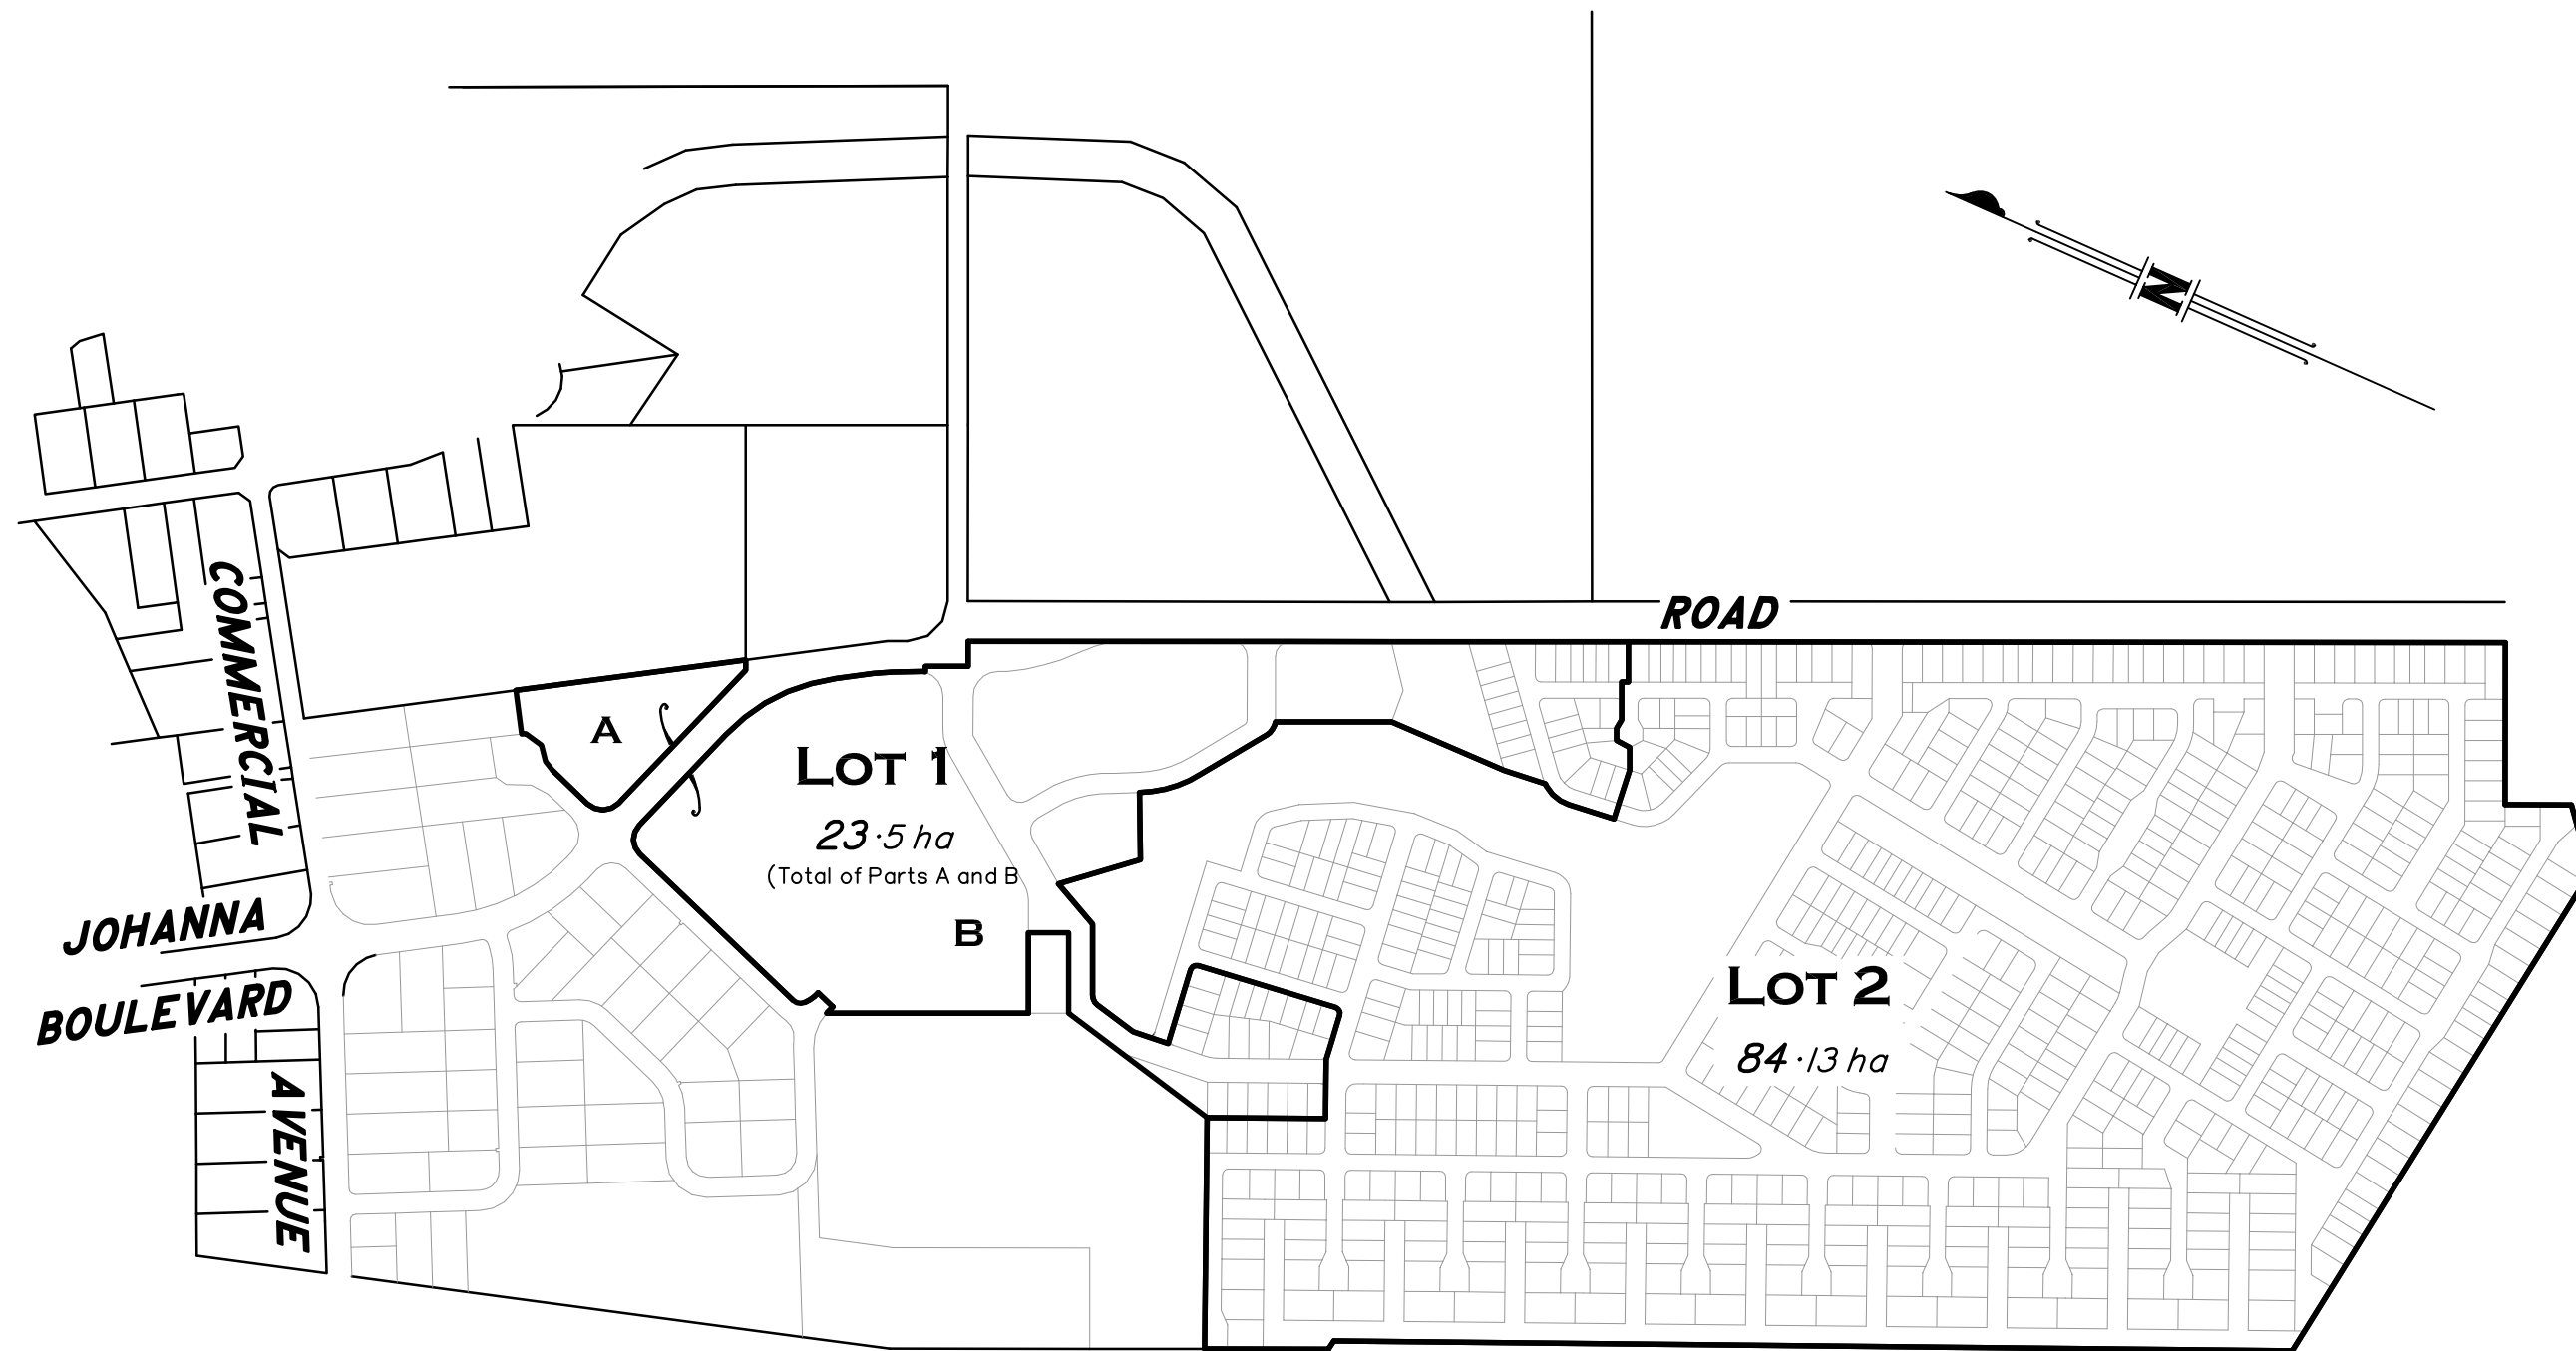 N
ROAD
COMMERCIAL
A
LOT 1
23·5 ha
(Total of Parts A and B
B
JOHANNA
BOULEVARD
AVENUE
LOT 2
84·13 ha